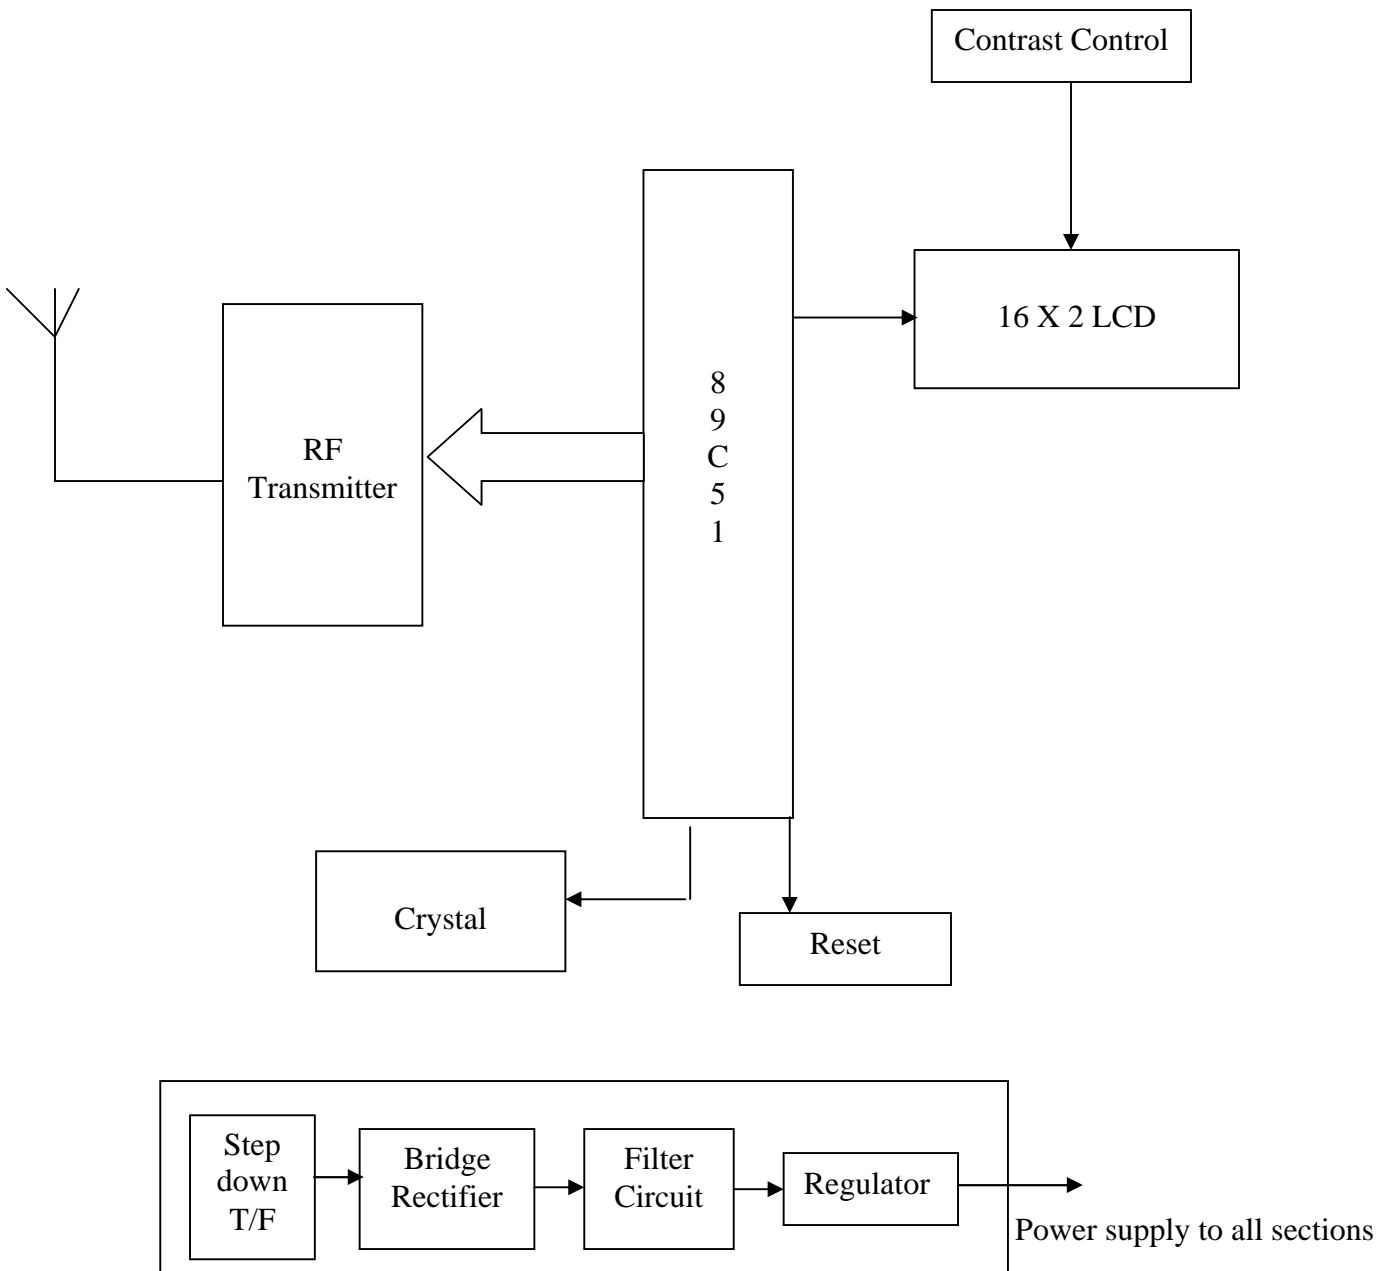 Contrast Control
16 X 2 LCD
8
9
C
5
1
RF
Transmitter
Crystal
Reset
Step
down
T/F
Bridge
Rectifier
Filter
Circuit
Regulator
Power supply to all sections